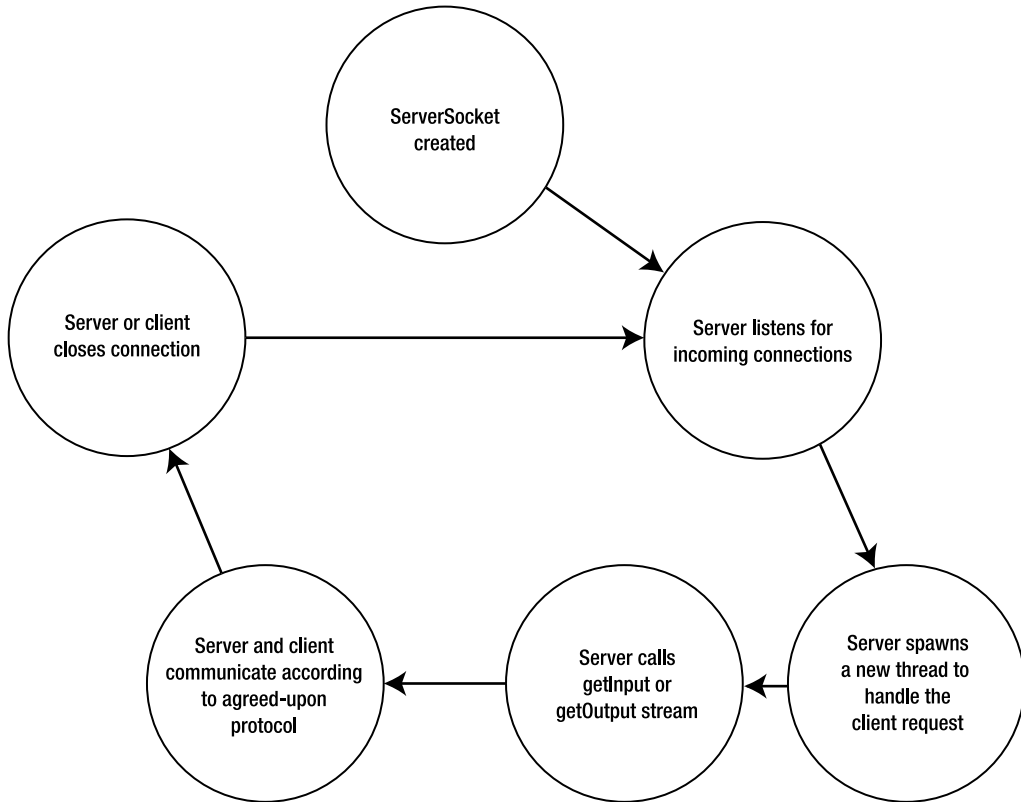 ServerSocket
created
Server listens for
incoming connections
Server spawns
a new thread to
handle the
client request
Server calls
getInput or
getOutput stream
Server and client
communicate according
to agreed-upon
protocol
Server or client
closes connection